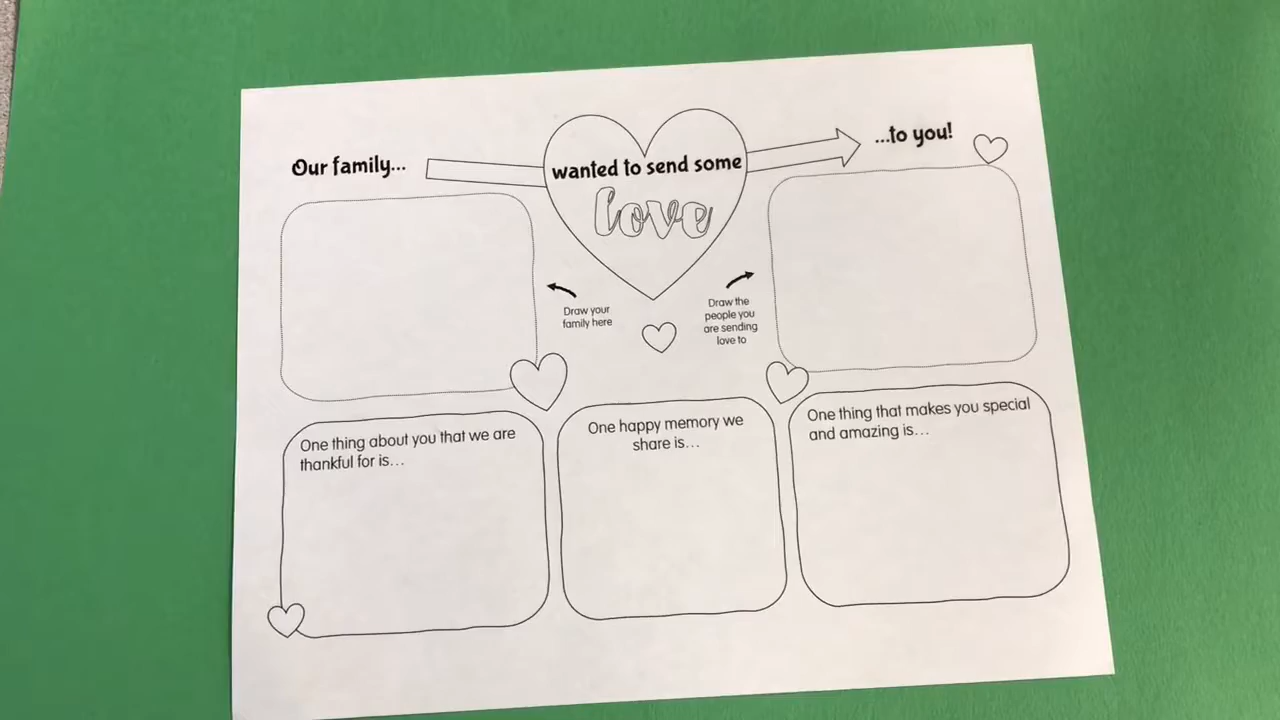 Our family...
wanted to send some
love
...to you!
Draw your
family here
Draw the
people you
are sending
love to
One thing about you that we are
thankful for is...
One happy memory we
share is...
One thing that makes you special
and amazing is...